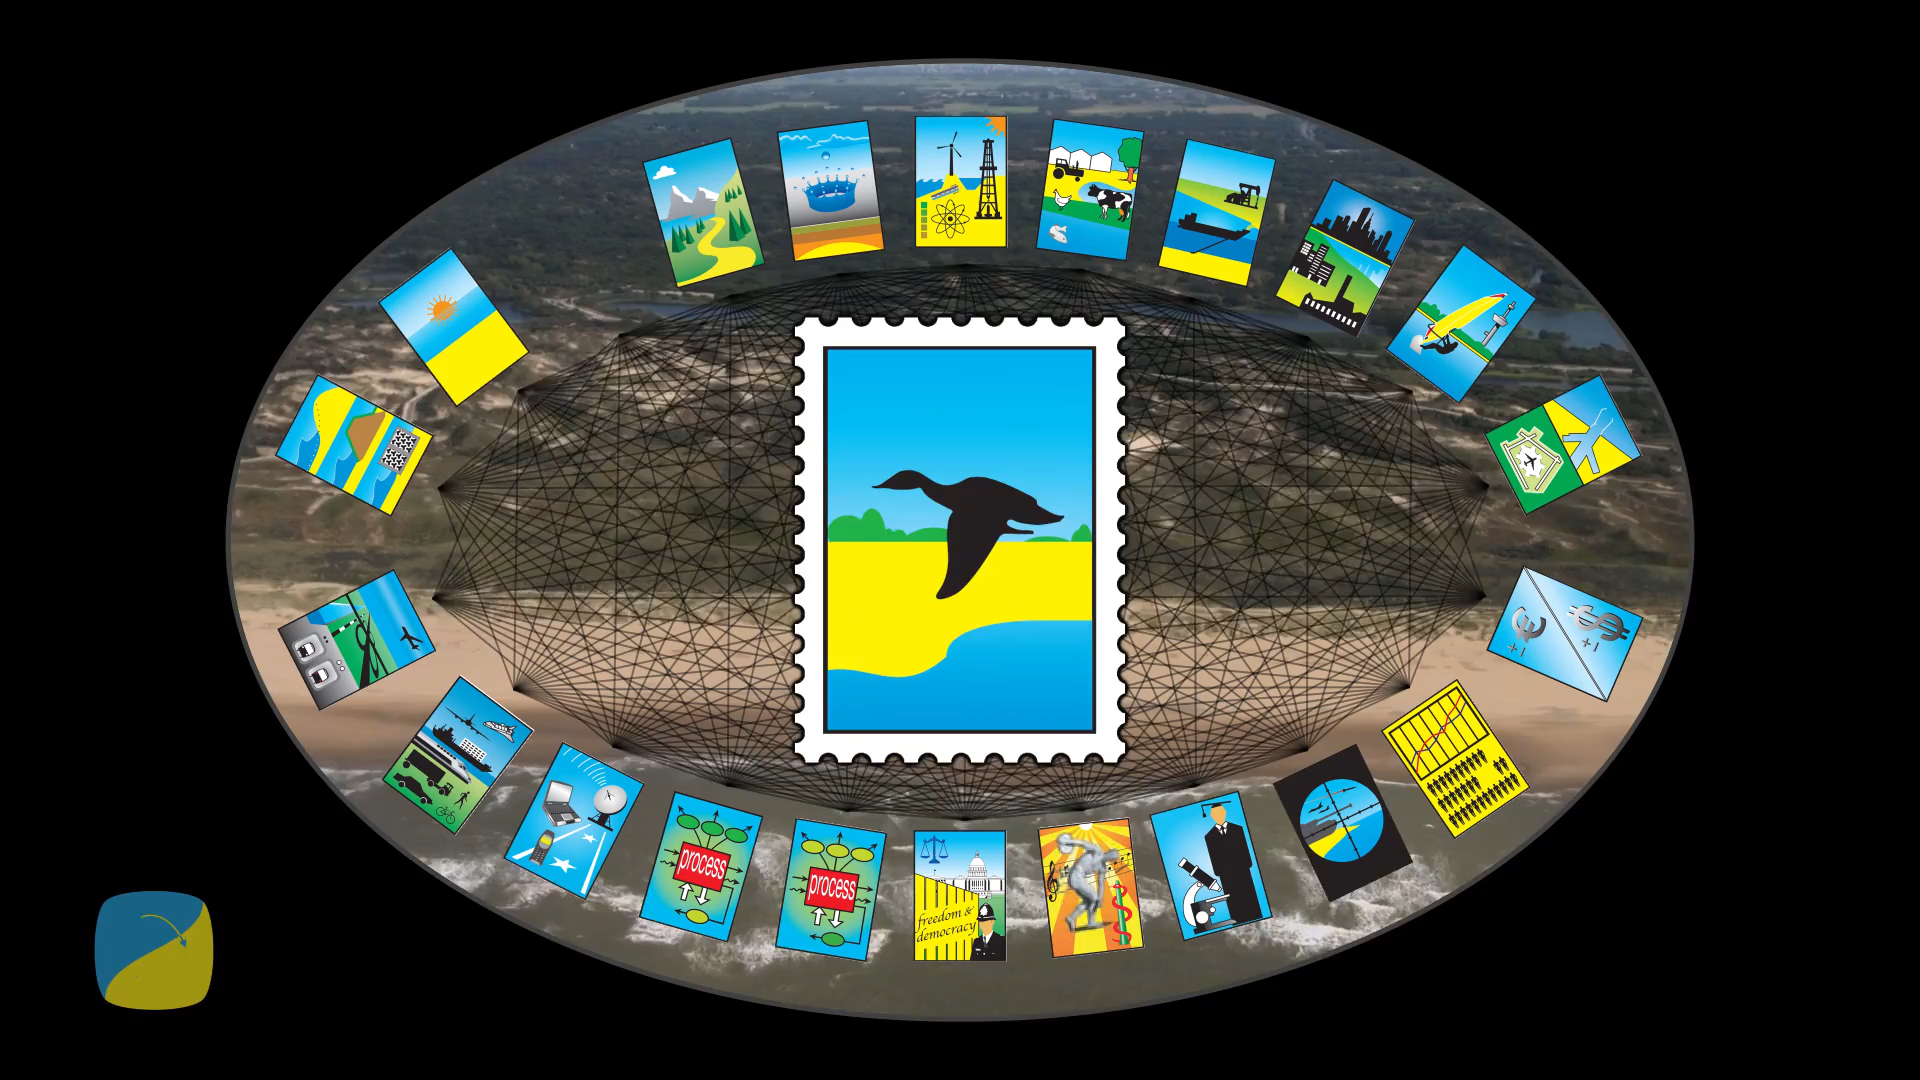 process
process
freedom &
democracy
€
$
+ -
+ -